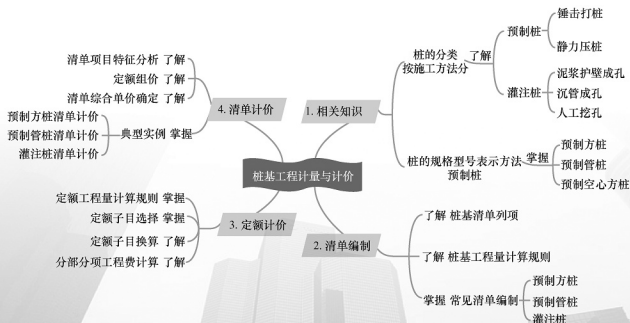 桩基工程计量与计价
1. 相关知识
桩的分类
按施工方法分
了解
预制桩
锤击打桩
静力压桩
灌注桩
泥浆护壁成孔
沉管成孔
人工挖孔
桩的规格型号表示方法
预制桩
掌握
预制方桩
预制管桩
预制空心方桩
2. 清单编制
了解 桩基清单列项
了解 桩基工程量计算规则
掌握 常见清单编制
预制方桩
预制管桩
灌注桩
3. 定额计价
定额工程量计算规则 掌握
定额子目选择 掌握
定额子目换算 了解
分部分项工程费计算 了解
4. 清单计价
清单项目特征分析 了解
定额组价 了解
清单综合单价确定 了解
典型实例 掌握
预制方桩清单计价
预制管桩清单计价
灌注桩清单计价